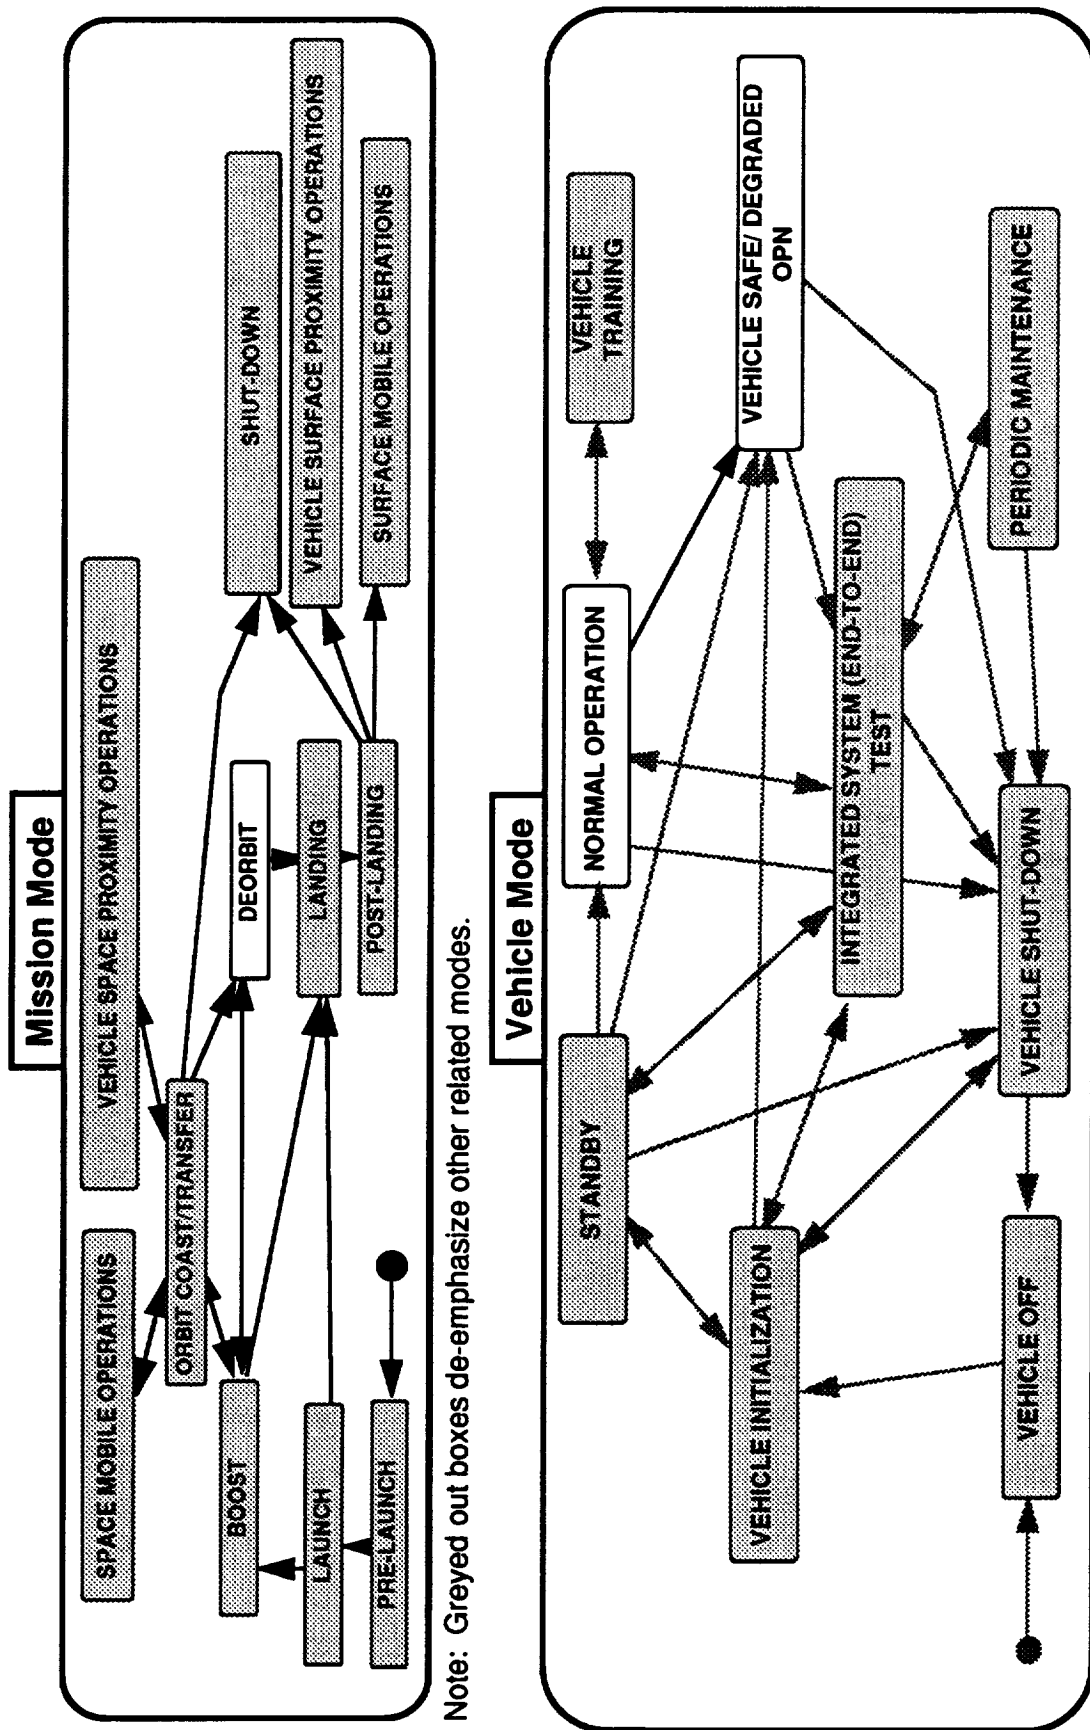 Mission Mode
SPACE MOBILE OPERATIONS
VEHICLE SPACE PROXIMITY OPERATIONS
ORBIT COAST/TRANSFER
BOOST
DEORBIT
SHUT-DOWN
LAUNCH
LANDING
VEHICLE SURFACE PROXIMITY OPERATIONS
PRE-LAUNCH
POST-LANDING
SURFACE MOBILE OPERATIONS
Note: Greyed out boxes de-emphasize other related modes.
Vehicle Mode
STANDBY
NORMAL OPERATION
VEHICLE
TRAINING
VEHICLE INITIALIZATION
VEHICLE SAFE/ DEGRADED
OPN
INTEGRATED SYSTEM (END-TO-END)
TEST
VEHICLE OFF
VEHICLE SHUT-DOWN
PERIODIC MAINTENANCE